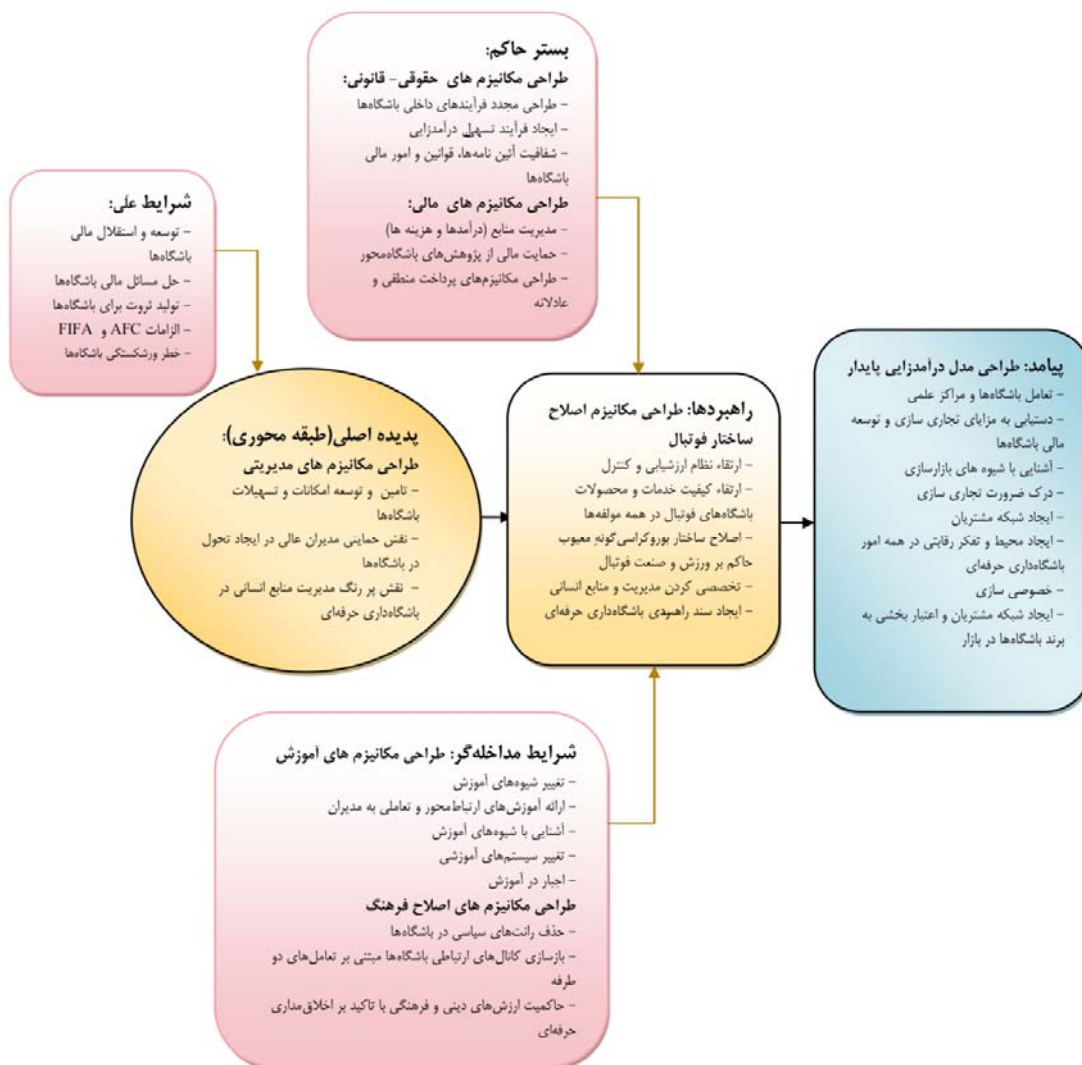 بستر حاکم:
طراحی مکانیزم های حقوقی- قانونی:
- طراحی مجدد فرآیندهای داخلی باشگاه‌ها
- ایجاد فرآیند تسهیل درآمدزایی
- شفافیت آئین نامه‌ها، قوانین و امور مالی
باشگاه‌ها
طراحی مکانیزم های مالی:
- مدیریت منابع (درآمدها و هزینه ها)
- حمایت مالی از پژوهش‌های باشگاه‌محور
- طراحی مکانیزم‌های پرداخت منطقی و
عادلانه
شرایط علّی:
- توسعه و استقلال مالی
باشگاه‌ها
- حل مسائل مالی باشگاه‌ها
- تولید ثروت برای باشگاه‌ها
- الزامات AFC و FIFA
- خطر ورشکستگی باشگاه‌ها
پدیده اصلی(طبقه محوری):
طراحی مکانیزم های مدیریتی
- تامین و توسعه امکانات و تسهیلات
باشگاه‌ها
- نقش حمایتی مدیران عالی در ایجاد تحول
در باشگاه‌ها
- نقش پر رنگ مدیریت منابع انسانی در
باشگاه‌داری حرفه‌ای
راهبردها: طراحی مکانیزم اصلاح
ساختار فوتبال
- ارتقاء نظام ارزشیابی و کنترل
- ارتقاء کیفیت خدمات و محصولات
باشگاه‌های فوتبال در همه مولفه‌ها
- اصلاح ساختار بوروکراسی‌گونه معیوب
حاکم بر ورزش و صنعت فوتبال
- تخصصی کردن مدیریت و منابع انسانی
- ایجاد سند راهبودی باشگاه‌داری حرفه‌ای
پیامد: طراحی مدل درآمدزایی پایدار
- تعامل باشگاه‌ها و مراکز علمی
- دستیابی به مزایای تجاری سازی و توسعه
مالی باشگاه‌ها
- آشنایی با شیوه های بازارسازی
- درک ضرورت تجاری سازی
- ایجاد شبکه مشتریان
- ایجاد محیط و تفکر رقابتی در همه امور
باشگاه‌داری حرفه‌ای
- خصوصی سازی
- ایجاد شبکه مشتریان و اعتبار بخشی به
برند باشگاه‌ها در بازار
شرایط مداخله‌گر: طراحی مکانیزم های آموزش
- تغییر شیوه‌های آموزش
- ارائه آموزش‌های ارتباط‌محور و تعاملی به مدیران
- آشنایی با شیوه‌های آموزش
- تغییر سیستم‌های آموزشی
- اجبار در آموزش
طراحی مکانیزم های اصلاح فرهنگ
- حذف رانت‌های سیاسی در باشگاه‌ها
- بازسازی کانال‌های ارتباطی باشگاه‌ها مبتنی بر تعامل‌های دو
طرفه
- حاکمیت ارزش‌های دینی و فرهنگی با تاکید بر اخلاق‌مداری
حرفه‌ای